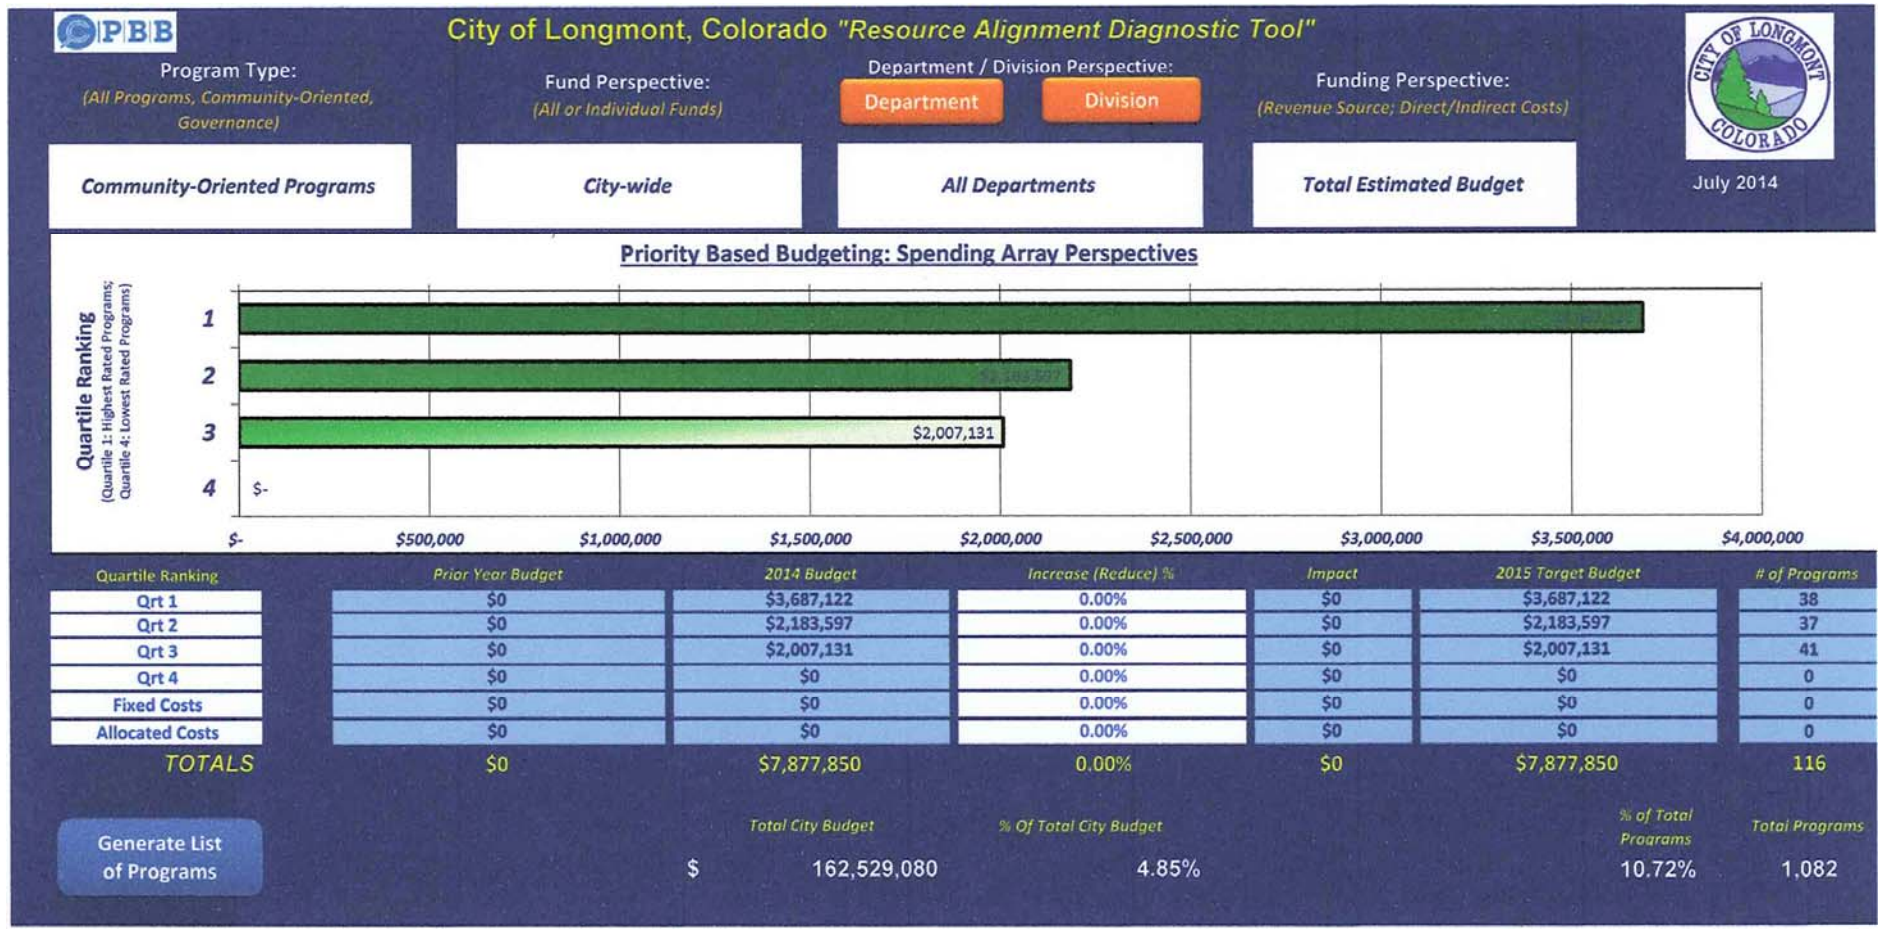 PBB
City of Longmont, Colorado "Resource Alignment Diagnostic Tool"
Program Type:
(All Programs, Community-Oriented,
Governance)
Fund Perspective:
(All or Individual Funds)
Department / Division Perspective:
Department
Division
Funding Perspective:
(Revenue Source; Direct/Indirect Costs)
CITY OF LONGMONT
COLORADO
Community-Oriented Programs
City-wide
All Departments
Total Estimated Budget
July 2014
Priority Based Budgeting: Spending Array Perspectives
Quartile Ranking
(Quartile 1: Highest Rated Programs;
Quartile 4: Lowest Rated Programs)
1
2 $2,183,597
3 $2,007,131
4 $-
$- $500,000 $1,000,000 $1,500,000 $2,000,000 $2,500,000 $3,000,000 $3,500,000 $4,000,000
Quartile Ranking Prior Year Budget 2014 Budget Increase (Reduce) % Impact 2015 Target Budget # of Programs
Qrt 1 $0 $3,687,122 0.00% $0 $3,687,122 38
Qrt 2 $0 $2,183,597 0.00% $0 $2,183,597 37
Qrt 3 $0 $2,007,131 0.00% $0 $2,007,131 41
Qrt 4 $0 $0 0.00% $0 $0 0
Fixed Costs $0 $0 0.00% $0 $0 0
Allocated Costs $0 $0 0.00% $0 $0 0
TOTALS $0 $7,877,850 0.00% $0 $7,877,850 116
Generate List
of Programs
Total City Budget
$ 162,529,080
% Of Total City Budget
4.85%
% of Total
Programs
10.72%
Total Programs
1,082